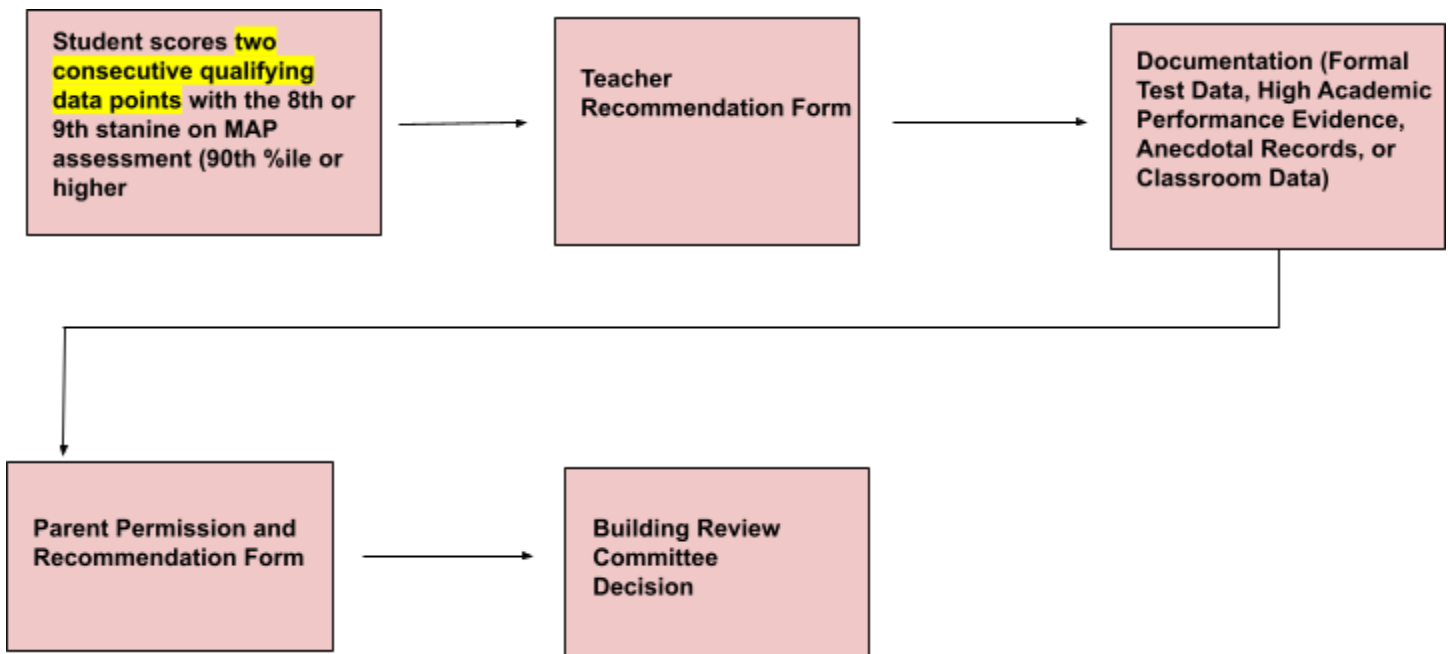 Student scores two
consecutive qualifying
data points with the 8th or
9th stanine on MAP
assessment (90th %ile or
higher
Teacher
Recommendation Form
Documentation (Formal
Test Data, High Academic
Performance Evidence,
Anecdotal Records, or
Classroom Data)
Parent Permission and
Recommendation Form
Building Review
Committee
Decision